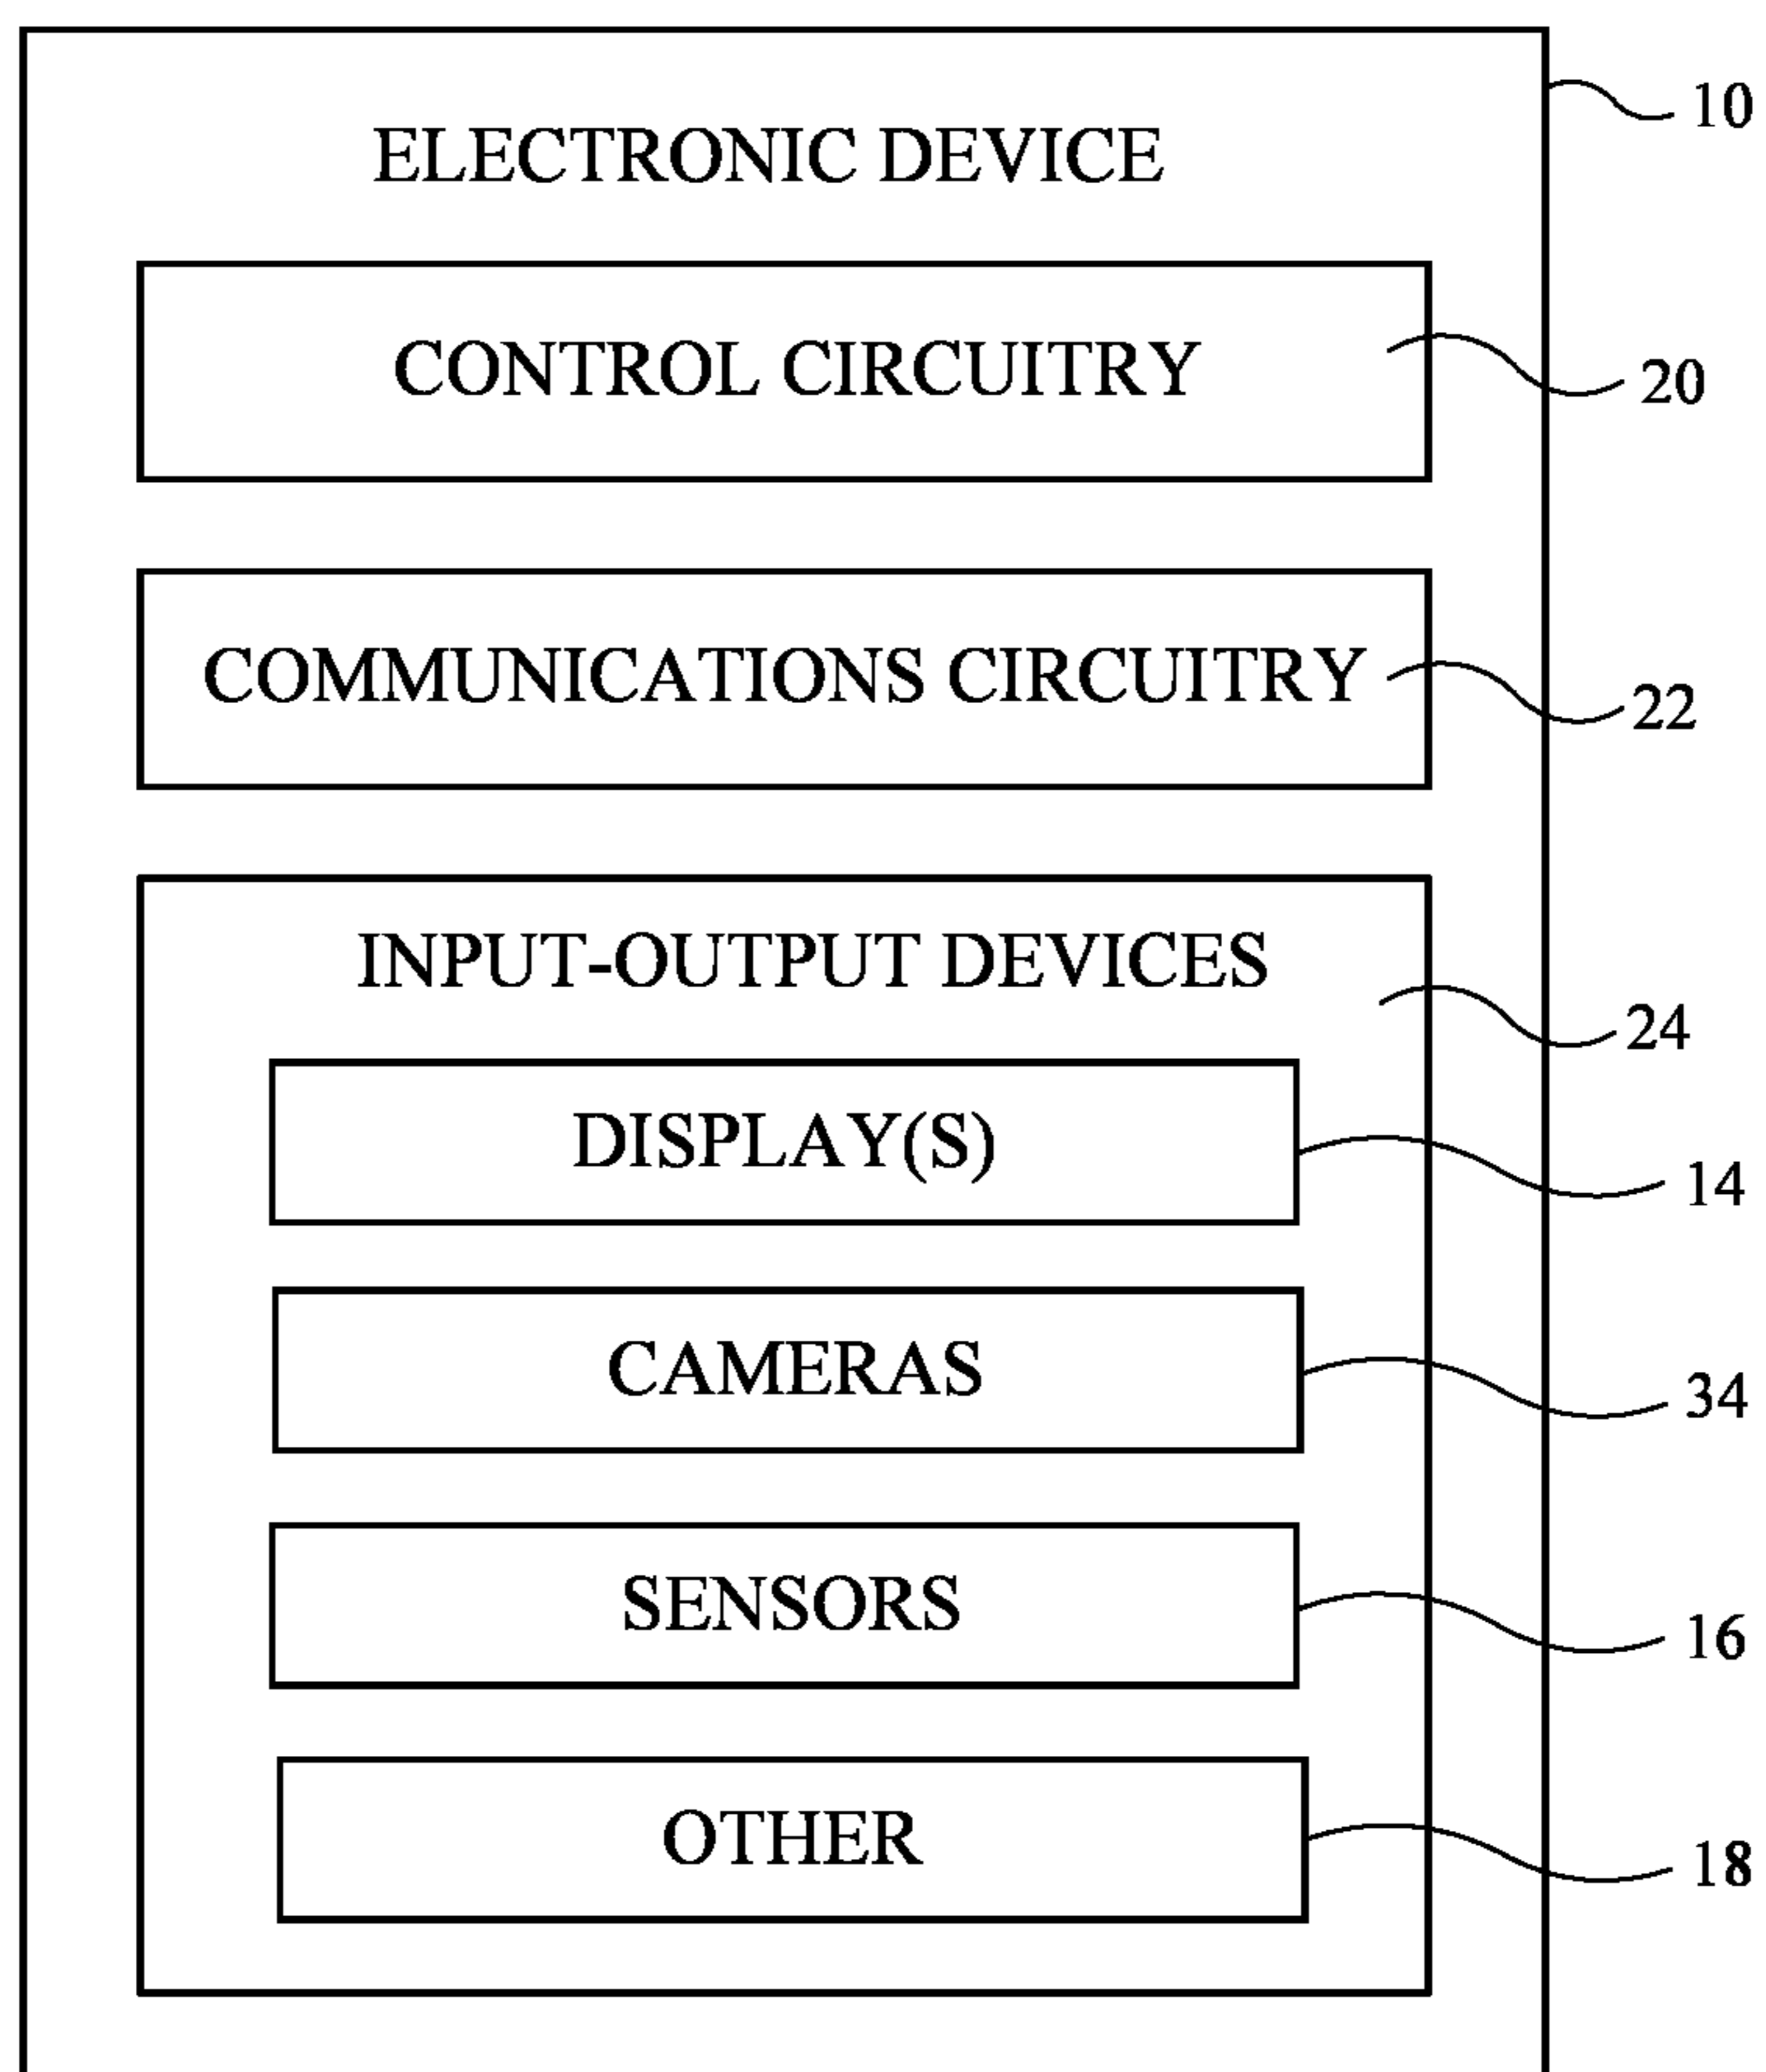 ELECTRONIC DEVICE
10
CONTROL CIRCUITRY
20
COMMUNICATIONS CIRCUITRY
22
INPUT-OUTPUT DEVICES
24
DISPLAY(S)
14
CAMERAS
34
SENSORS
16
OTHER
18